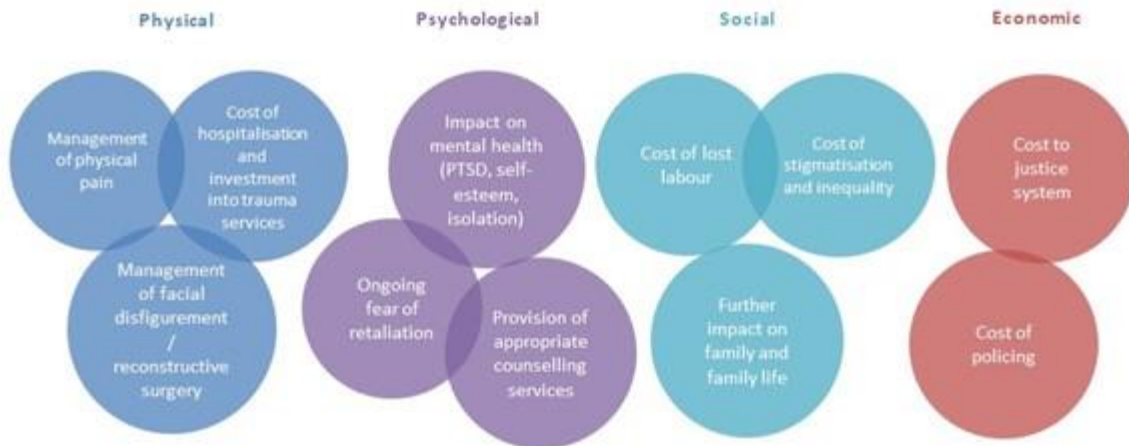 Physical
Psychological
Social
Economic
Management
of physical
pain
Cost of
hospitalisation
and
investment
into trauma
services
Management
of facial
disfigurement
/
reconstructive
surgery
Impact on
mental health
(PTSD, self-
esteem,
isolation)
Ongoing
fear of
retaliation
Provision of
appropriate
counselling
services
Cost of lost
labour
Cost of
stigmatisation
and inequality
Further
impact on
family and
family life
Cost to
justice
system
Cost of
policing